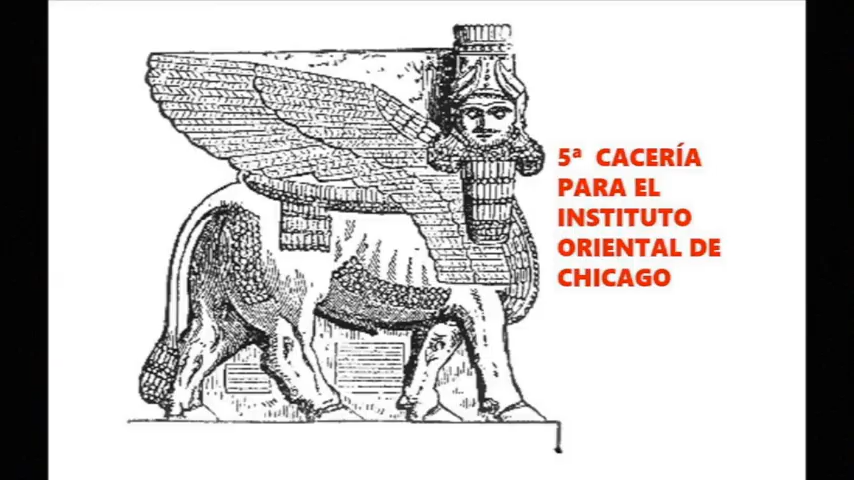 5ª CACERÍA
PARA EL
INSTITUTO
ORIENTAL DE
CHICAGO